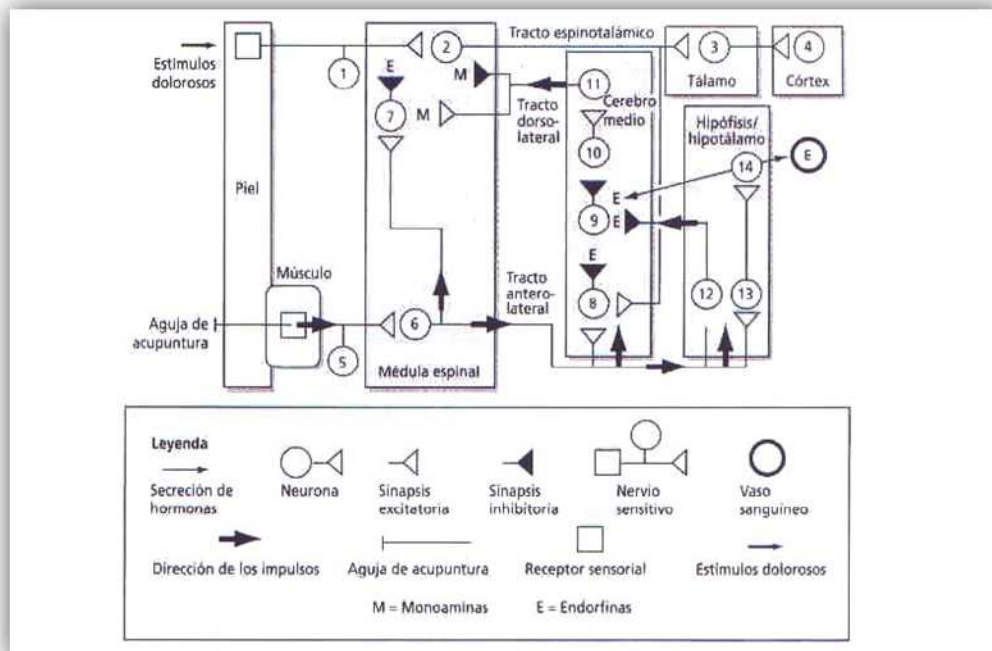 Tracto espinotalámico
Estímulos
dolorosos
1
2
3
4
Tálamo
Córtex
E
M
7
M
Tracto
dorso-
lateral
11
Cerebro
medio
10
Hipófisis/
hipotálamo
14
E
Piel
9
E
E
Músculo
E
8
12
13
Tracto
antero-
lateral
Aguja de
acupuntura
5
6
Médula espinal
Leyenda
Secreción de
hormonas
Neurona
Sinapsis
excitatoria
Sinapsis
inhibitoria
Nervio
sensitivo
Vaso
sanguíneo
Dirección de los impulsos
Aguja de acupuntura
Receptor sensorial
Estímulos dolorosos
M = Monoaminas
E = Endorfinas